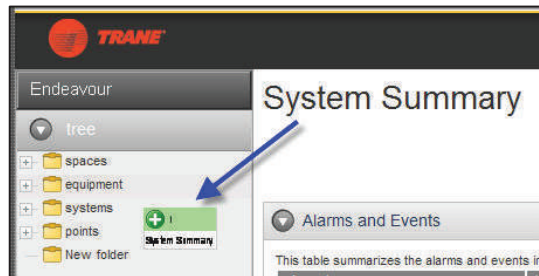 TRANE
Endeavour
System Summary
tree
spaces
equipment
systems
points
New folder
1
System Summary
Alarms and Events
This table summarizes the alarms and events i